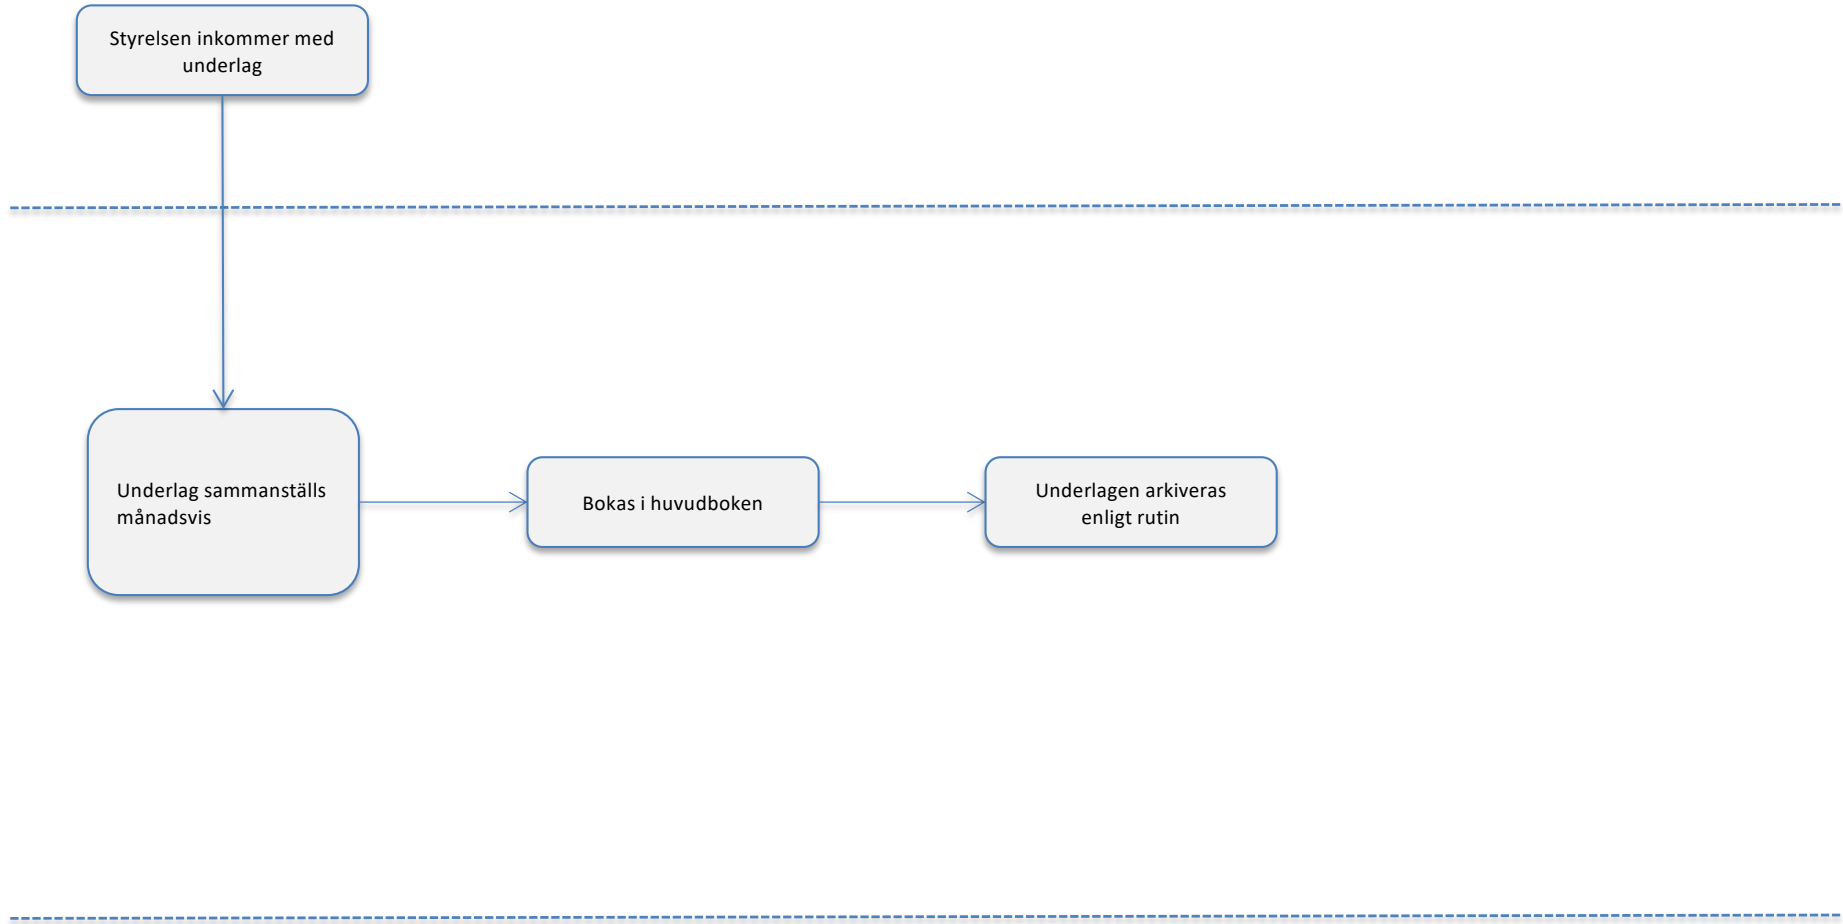 Styrelsen inkommer med
underlag
Underlag sammanställs
månadsvis
Bokas i huvudboken
Underlagen arkiveras
enligt rutin